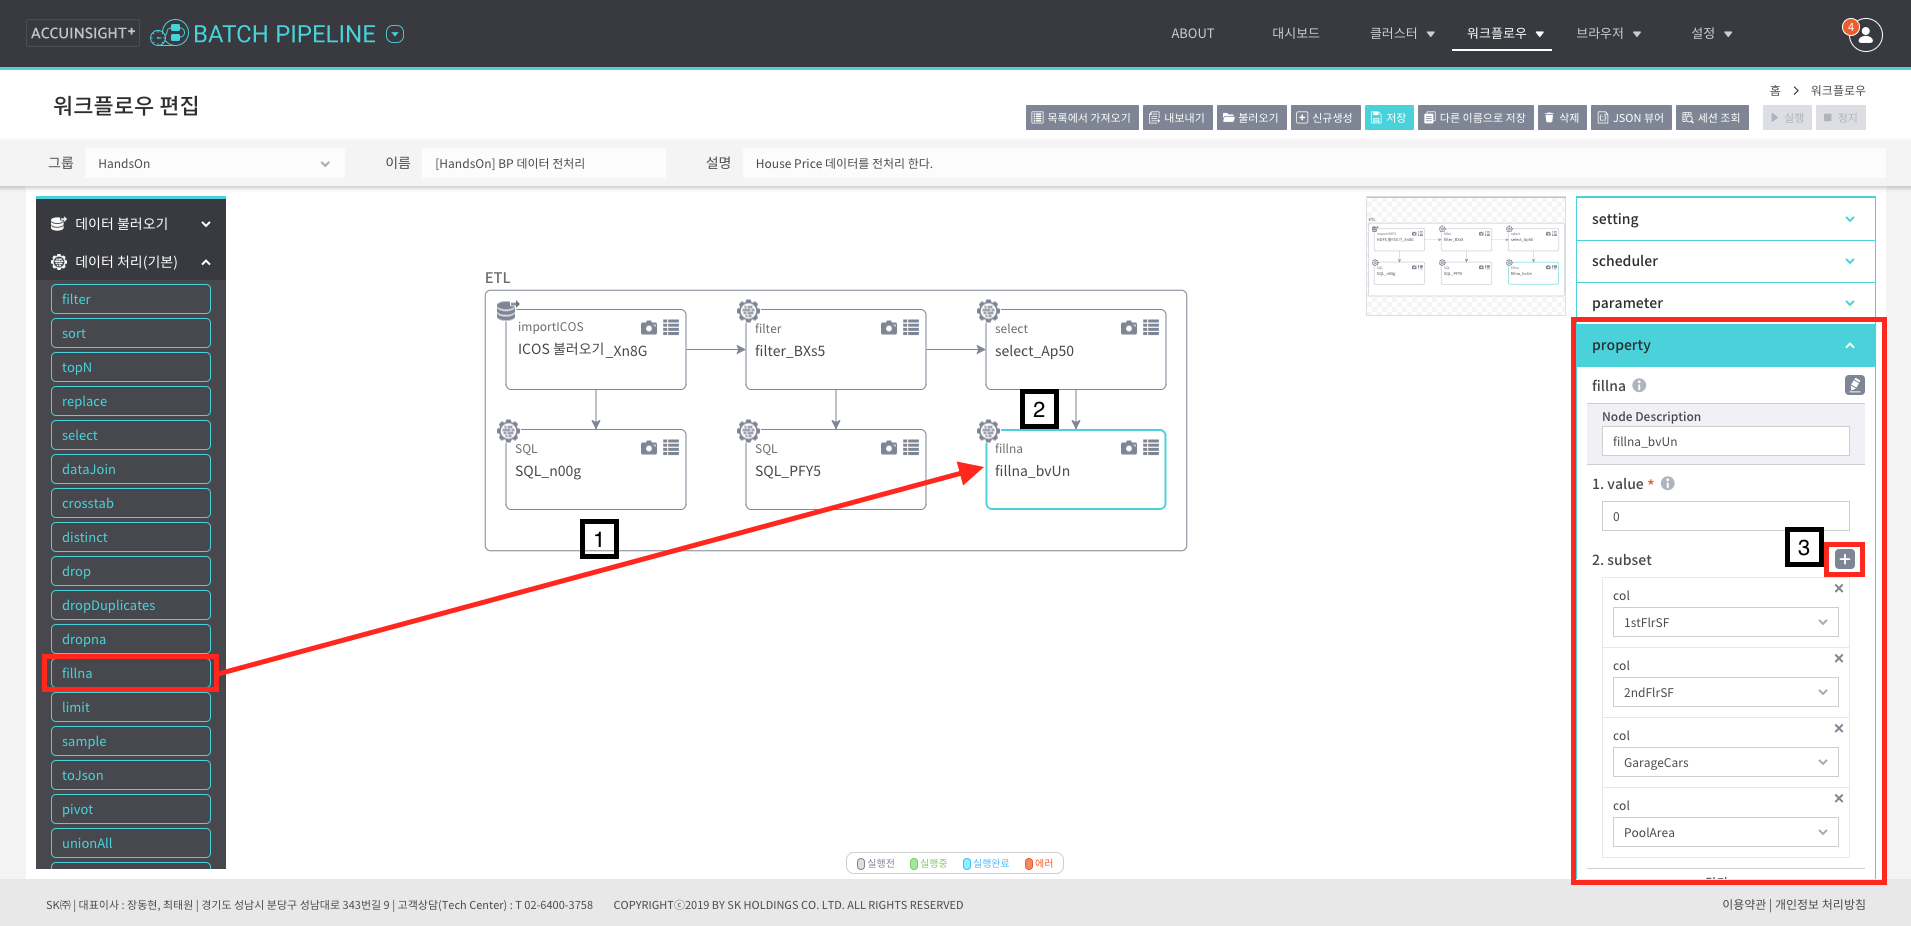 ACCUINSIGHT+
BATCH PIPELINE
ABOUT
대시보드
클러스터
워크플로우
브라우저
설정
4
워크플로우 편집
홈 > 워크플로우
목록에서 가져오기
내보내기
불러오기
신규생성
저장
다른 이름으로 저장
삭제
JSON 뷰어
세션 조회
실행
정지
그룹
HandsOn
이름
[HandsOn] BP 데이터 전처리
설명
House Price 데이터를 전처리 한다.
데이터 불러오기
데이터 처리(기본)
filter
sort
topN
replace
select
dataJoin
crosstab
distinct
drop
dropDuplicates
dropna
fillna
limit
sample
toJson
pivot
unionAll
ETL
importICOS
ICOS 불러오기_Xn8G
filter
filter_BXs5
select
select_Ap50
SQL
SQL_n00g
SQL
SQL_PFY5
fillna
fillna_bvUn
1
2
3
실행전
실행중
실행완료
에러
setting
scheduler
parameter
property
fillna
Node Description
fillna_bvUn
1. value *
0
2. subset
col
1stFlrSF
col
2ndFlrSF
col
GarageCars
col
PoolArea
SK㈜ | 대표이사 : 장동현, 최태원 | 경기도 성남시 분당구 성남대로 343번길 9 | 고객상담(Tech Center) : T 02-6400-3758
COPYRIGHTⓒ2019 BY SK HOLDINGS CO. LTD. ALL RIGHTS RESERVED
이용약관 | 개인정보 처리방침